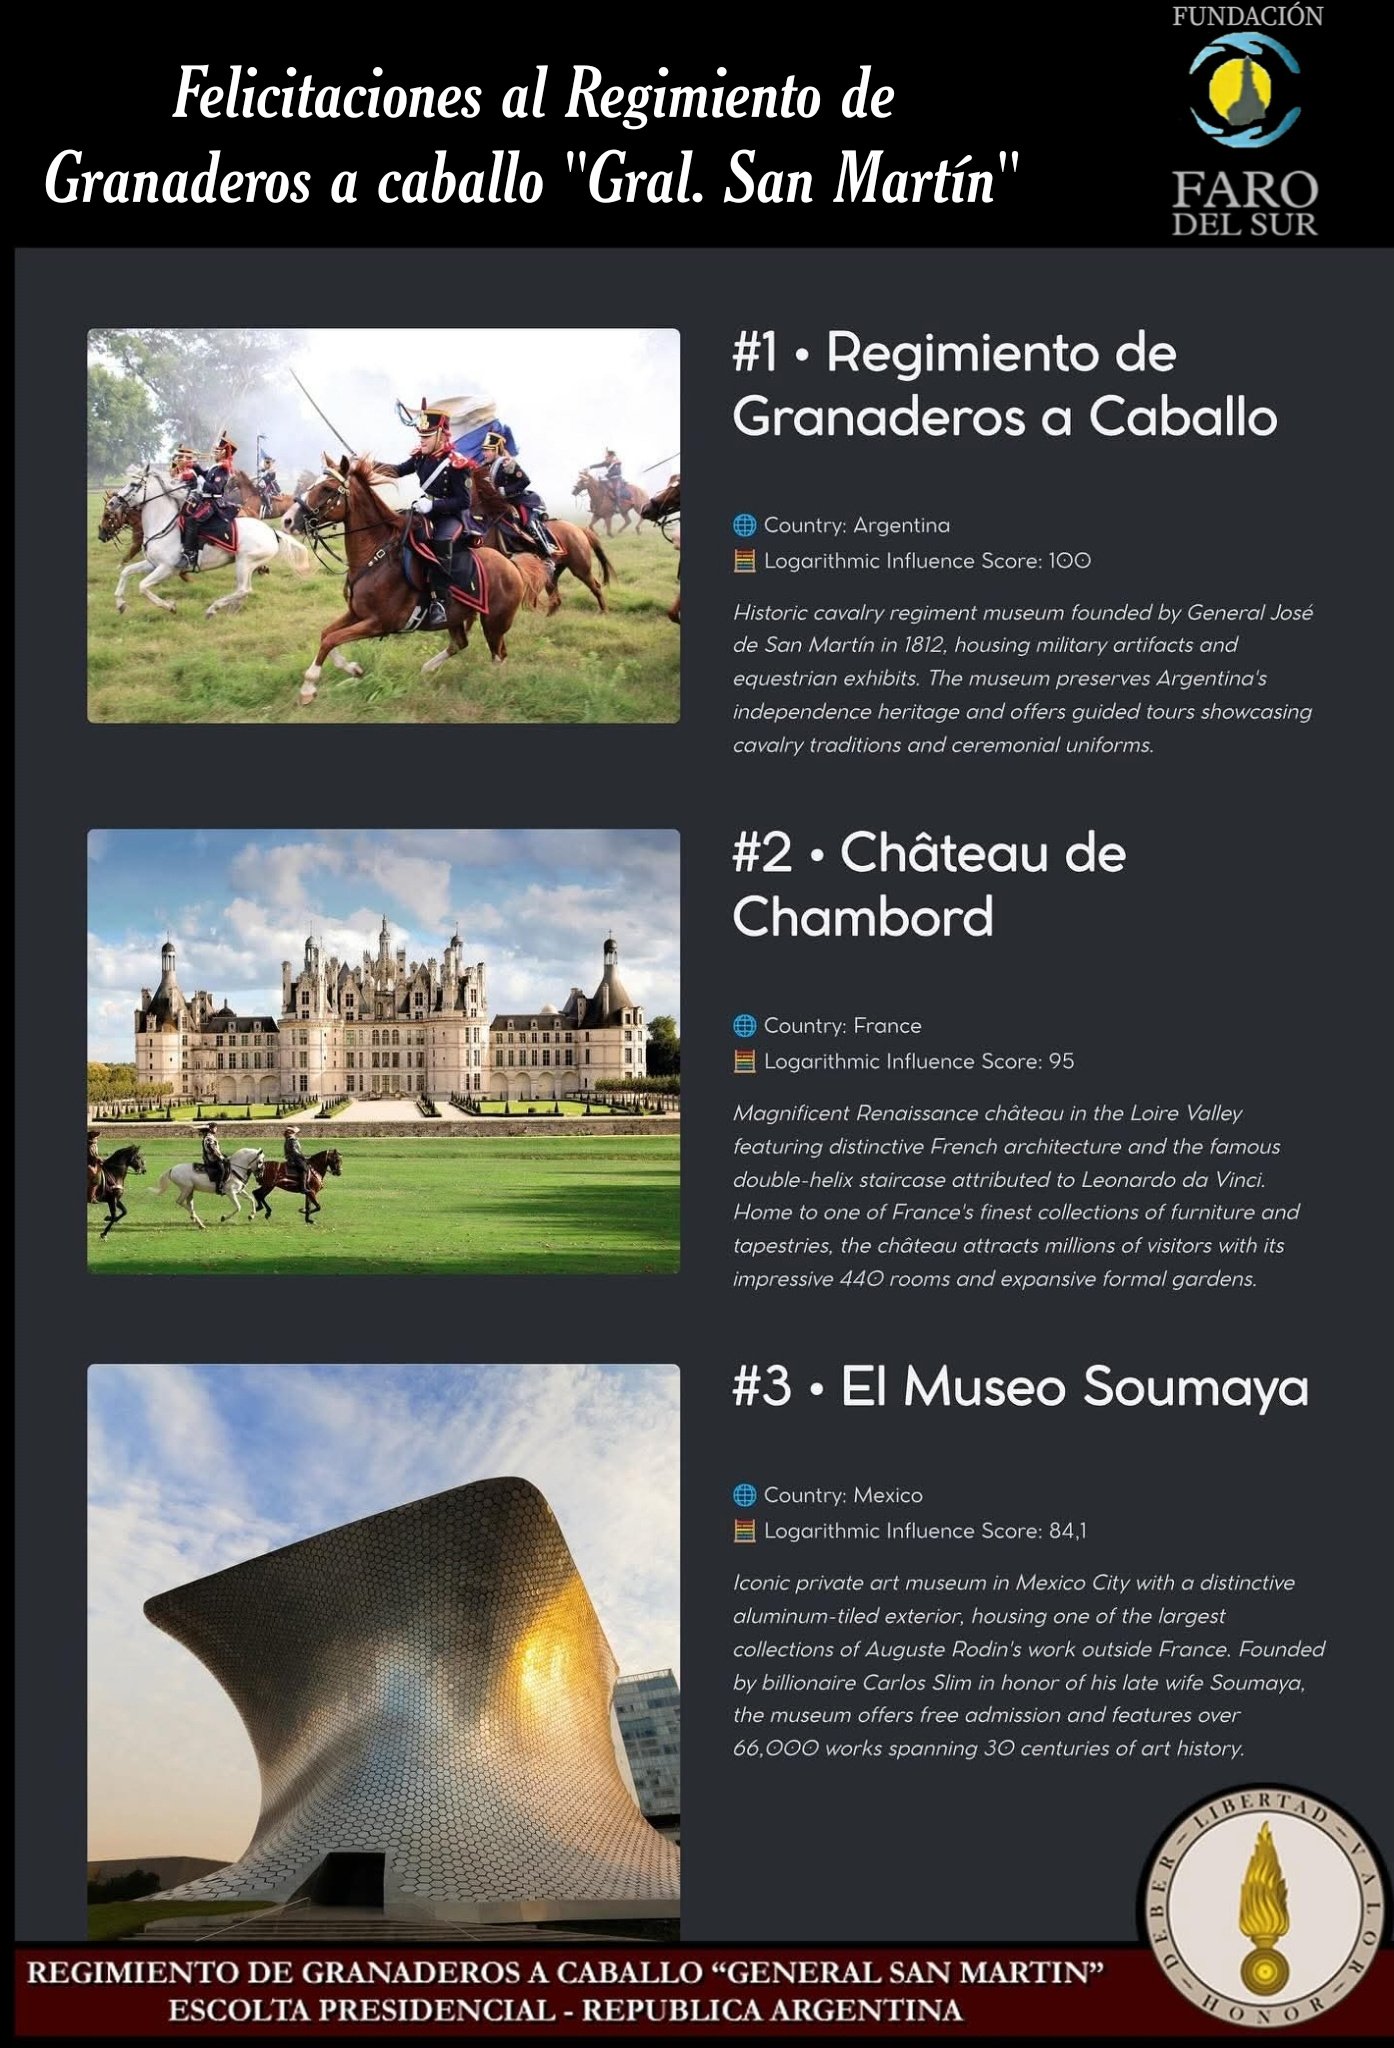 FUNDACIÓN
FARO
DEL SUR
Felicitaciones al Regimiento de
Granaderos a caballo "Gral. San Martín"
#1 • Regimiento de
Granaderos a Caballo
🌐 Country: Argentina
🧮 Logarithmic Influence Score: 100
Historic cavalry regiment museum founded by General José
de San Martín in 1812, housing military artifacts and
equestrian exhibits. The museum preserves Argentina's
independence heritage and offers guided tours showcasing
cavalry traditions and ceremonial uniforms.
#2 • Château de
Chambord
🌐 Country: France
🧮 Logarithmic Influence Score: 95
Magnificent Renaissance château in the Loire Valley
featuring distinctive French architecture and the famous
double-helix staircase attributed to Leonardo da Vinci.
Home to one of France's finest collections of furniture and
tapestries, the château attracts millions of visitors with its
impressive 440 rooms and expansive formal gardens.
#3 • El Museo Soumaya
🌐 Country: Mexico
🧮 Logarithmic Influence Score: 84,1
Iconic private art museum in Mexico City with a distinctive
aluminum-tiled exterior, housing one of the largest
collections of Auguste Rodin's work outside France. Founded
by billionaire Carlos Slim in honor of his late wife Soumaya,
the museum offers free admission and features over
66,000 works spanning 30 centuries of art history.
DEBER – LIBERTAD – VALOR – HONOR –
REGIMIENTO DE GRANADEROS A CABALLO “GENERAL SAN MARTIN”
ESCOLTA PRESIDENCIAL - REPUBLICA ARGENTINA